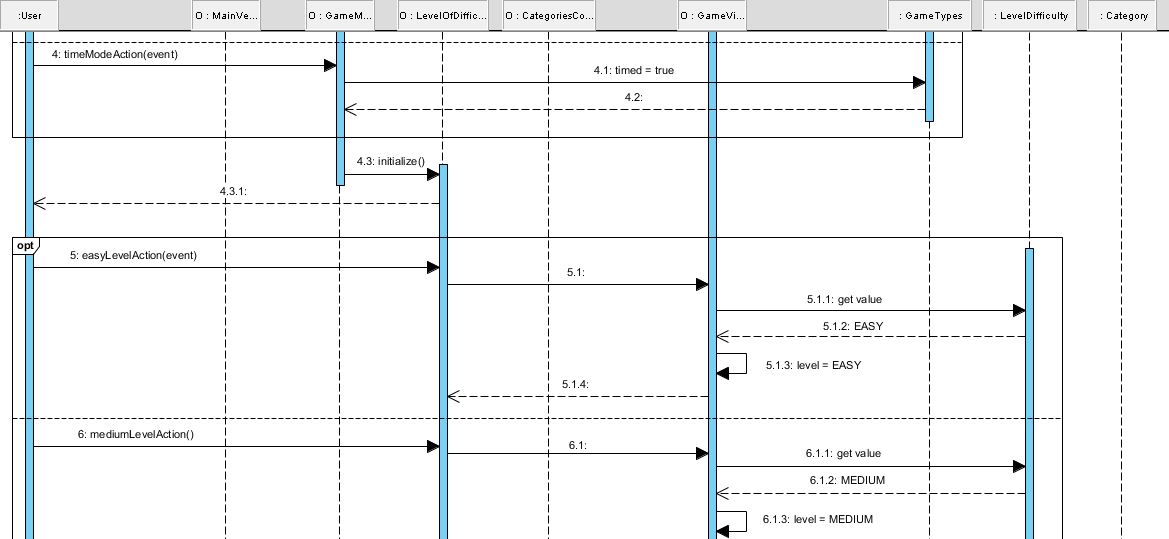 :User
O : MainVe...
O : GameM...
O : LevelOfDiffic...
O : CategoriesCo...
O : GameVi...
: GameTypes
: LevelDifficulty
: Category
4: timeModeAction(event)
4.1: timed = true
4.2:
4.3: initialize()
4.3.1:
opt
5: easyLevelAction(event)
5.1:
5.1.1: get value
5.1.2: EASY
5.1.3: level = EASY
5.1.4:
6: mediumLevelAction()
6.1:
6.1.1: get value
6.1.2: MEDIUM
6.1.3: level = MEDIUM